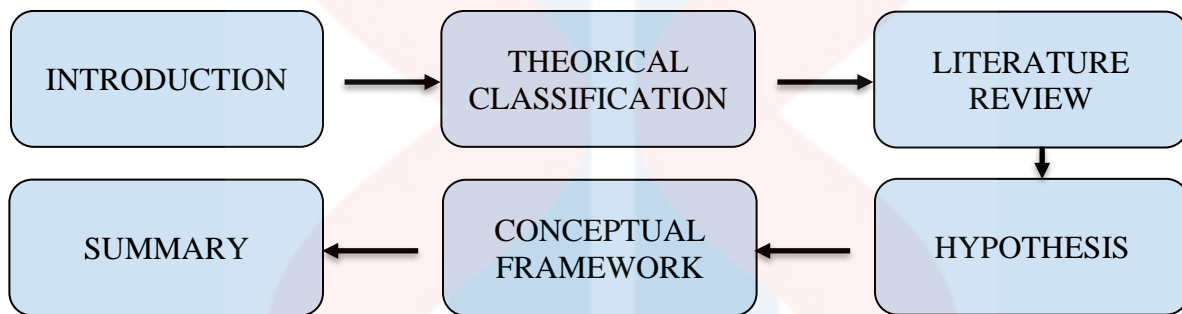 INTRODUCTION
THEORICAL
CLASSIFICATION
LITERATURE
REVIEW
HYPOTHESIS
CONCEPTUAL
FRAMEWORK
SUMMARY